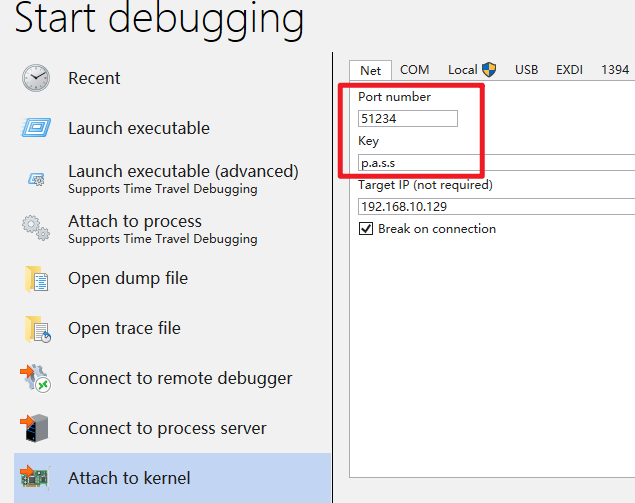 Start debugging
Recent
Launch executable
Launch executable (advanced)
Supports Time Travel Debugging
Attach to process
Supports Time Travel Debugging
Open dump file
Open trace file
Connect to remote debugger
Connect to process server
Attach to kernel
Net COM Local USB EXDI 1394
Port number
51234
Key
p.a.s.s
Target IP (not required)
192.168.10.129
Break on connection